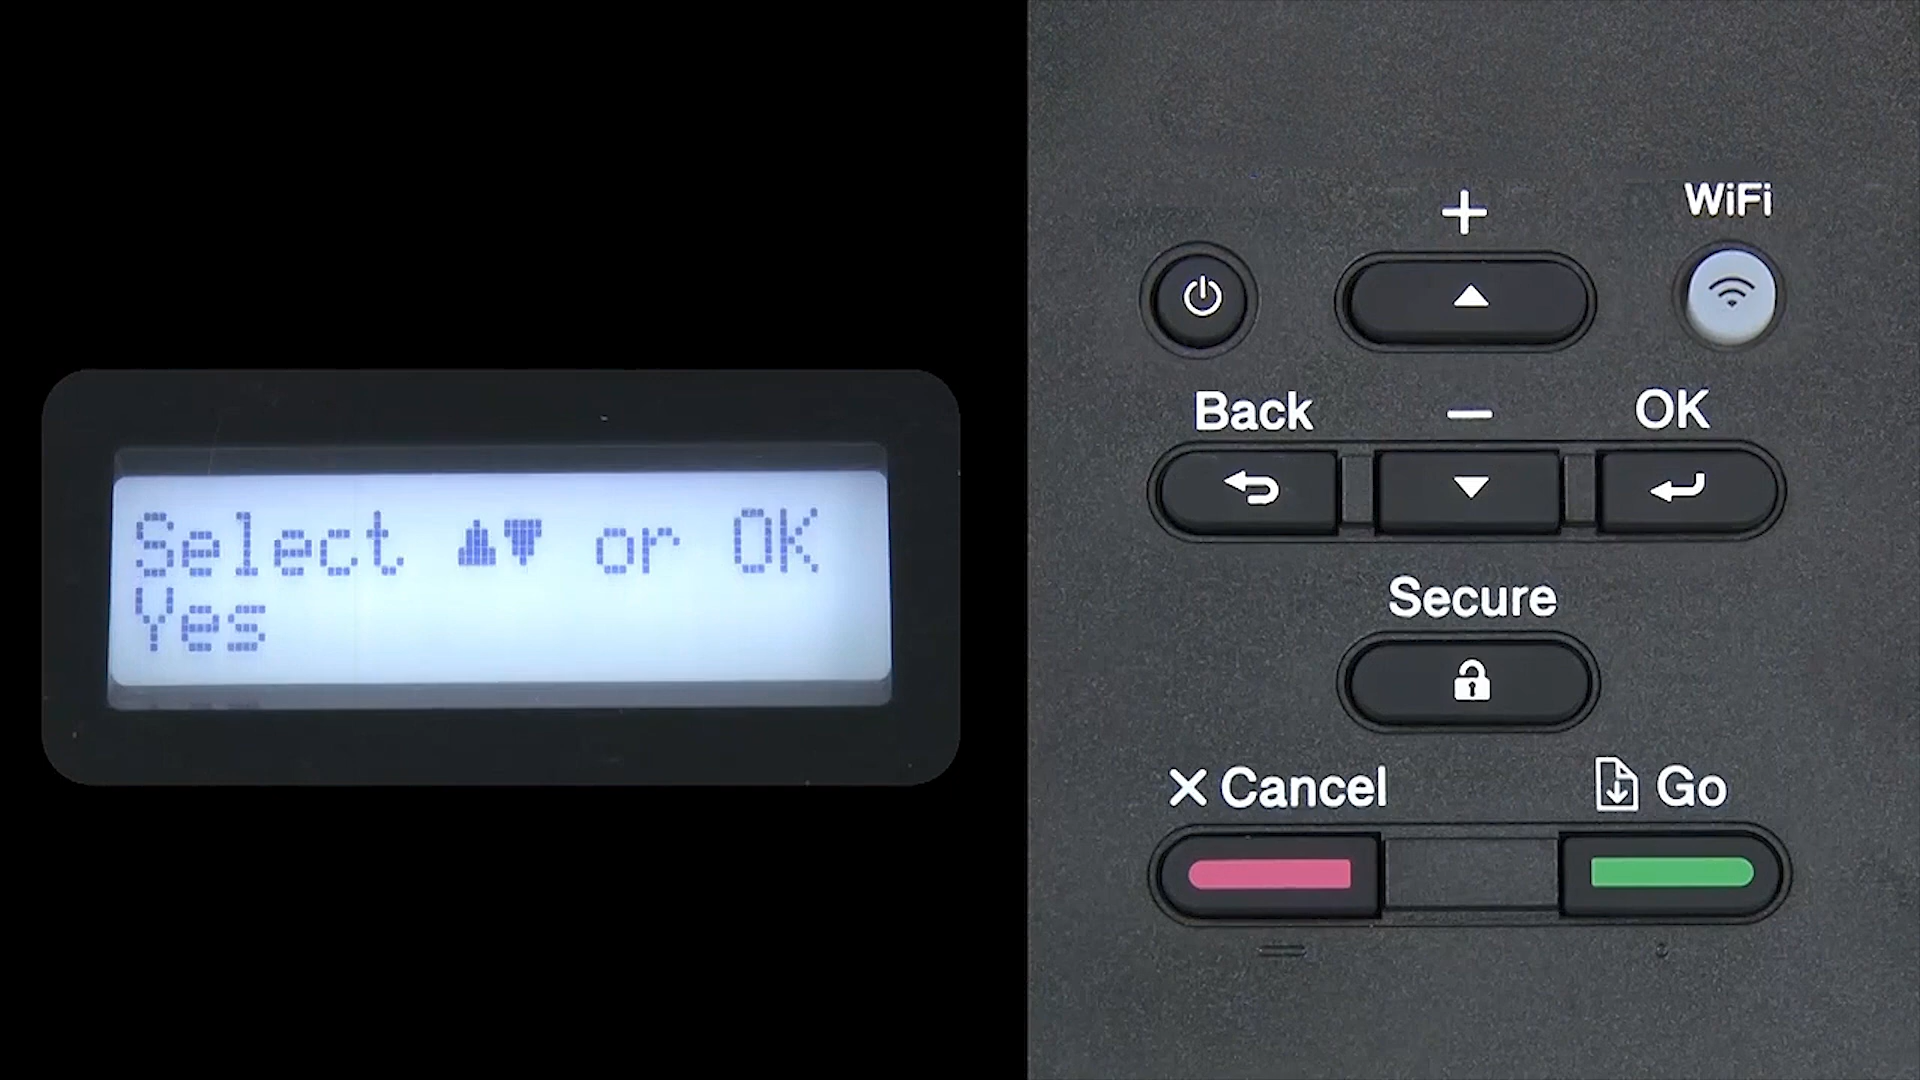 Select ▲▼ or OK
Yes
+
WiFi
Back
−
OK
Secure
X Cancel
Go